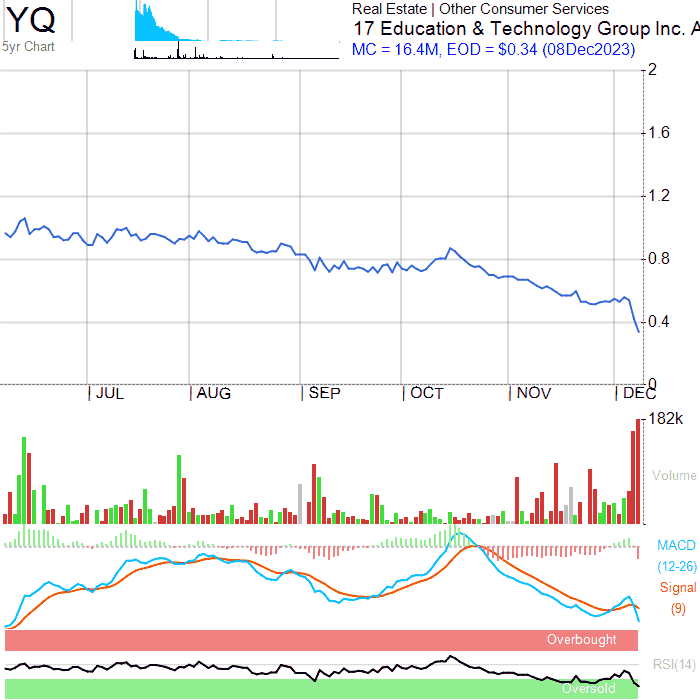 YQ
5yr Chart
Real Estate | Other Consumer Services
17 Education & Technology Group Inc. A
MC = 16.4M, EOD = $0.34 (08Dec2023)
2
1.6
1.2
0.8
0.4
0
JUL
AUG
SEP
OCT
NOV
DEC
182k
Volume
MACD
(12-26)
Signal
(9)
Overbought
RSI(14)
Oversold